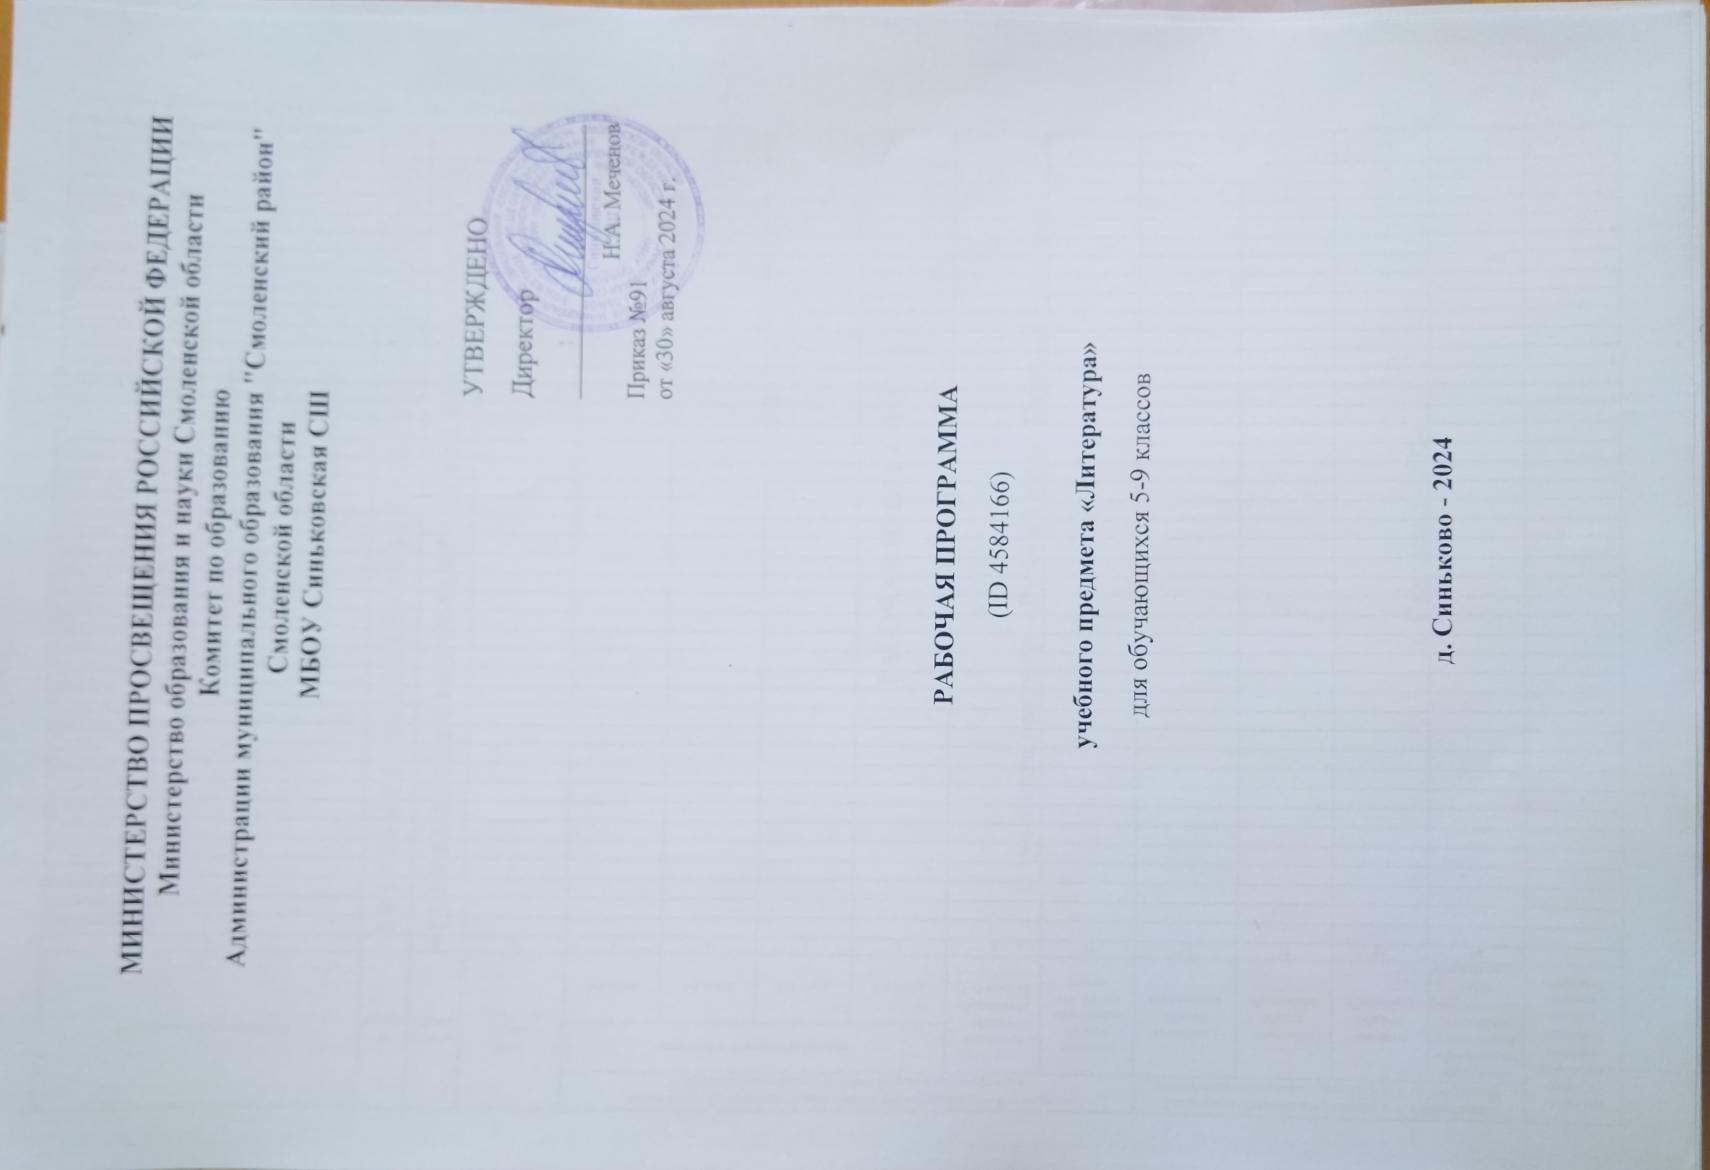 МИНИСТЕРСТВО ПРОСВЕЩЕНИЯ РОССИЙСКОЙ ФЕДЕРАЦИИ
Министерство образования и науки Смоленской области
Комитет по образованию
Администрации муниципального образования "Смоленский район"
Смоленской области
МБОУ Синьковская СШ
УТВЕРЖДЕНО
Директор
Н.А. Меченов
Приказ №91
от «30» августа 2024 г.
РАБОЧАЯ ПРОГРАММА
(ID 4584166)
учебного предмета «Литература»
для обучающихся 5-9 классов
д. Синьково - 2024